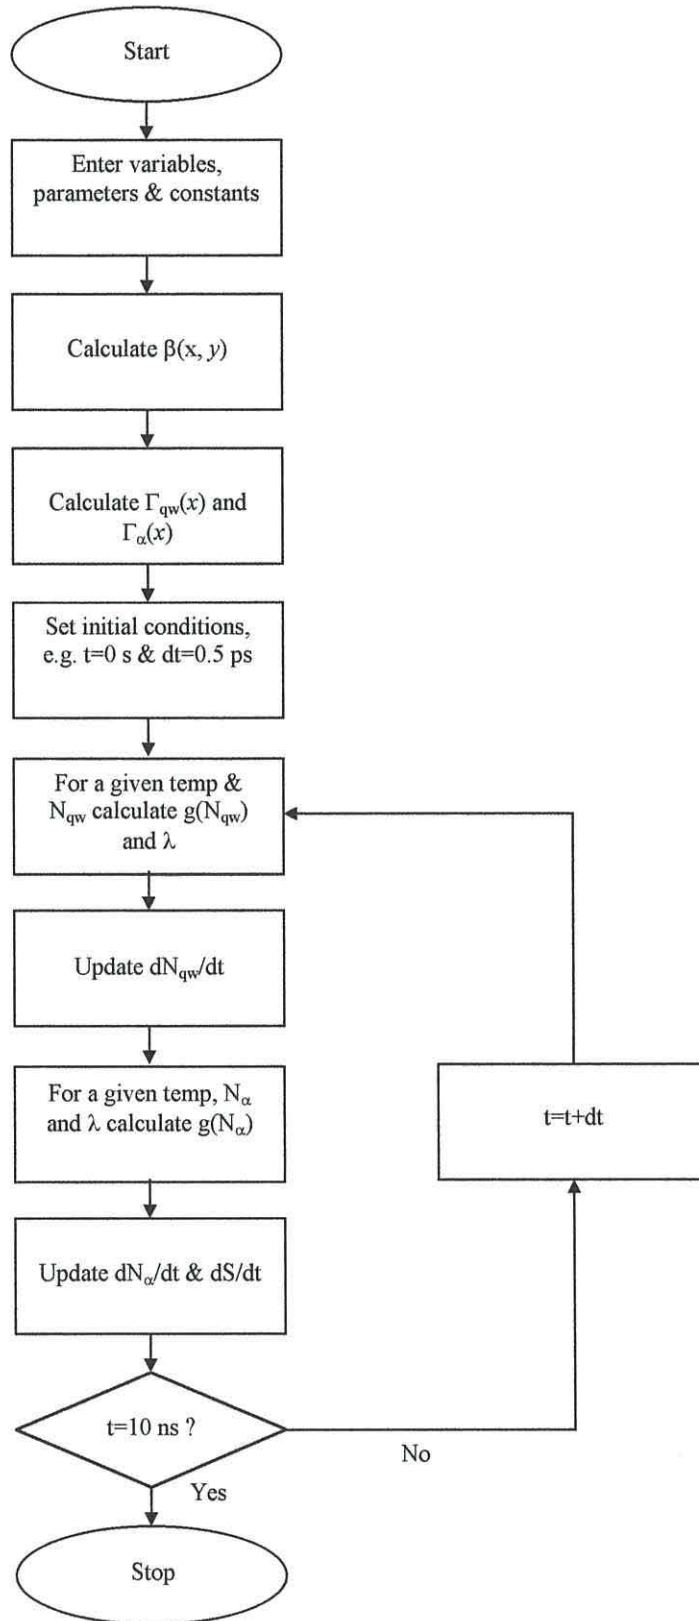 Start
Enter variables,
parameters & constants
Calculate β(x, y)
Calculate Γqw(x) and
Γα(x)
Set initial conditions,
e.g. t=0 s & dt=0.5 ps
For a given temp &
Nqw calculate g(Nqw)
and λ
Update dNqw/dt
For a given temp, Nα
and λ calculate g(Nα)
t=t+dt
Update dNα/dt & dS/dt
t=10 ns ?
No
Yes
Stop